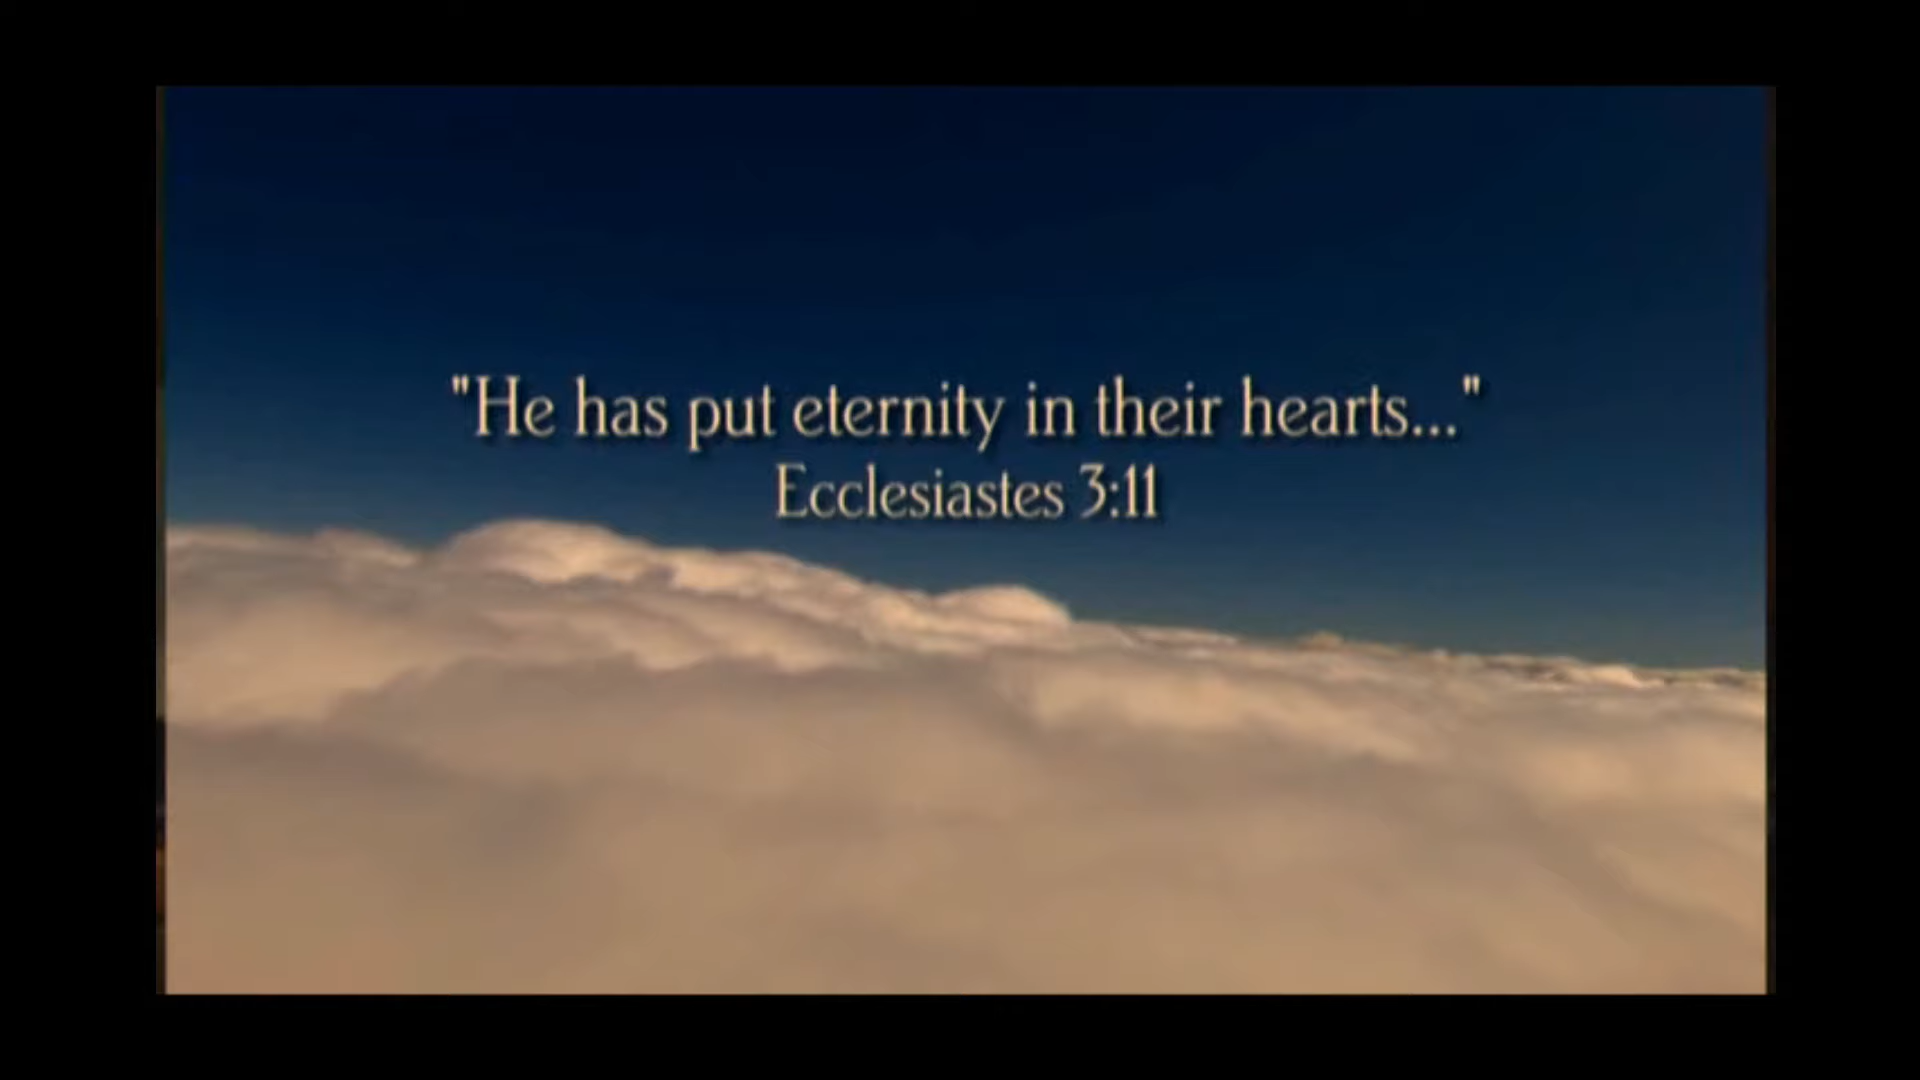 "He has put eternity in their hearts..."
Ecclesiastes 3:11